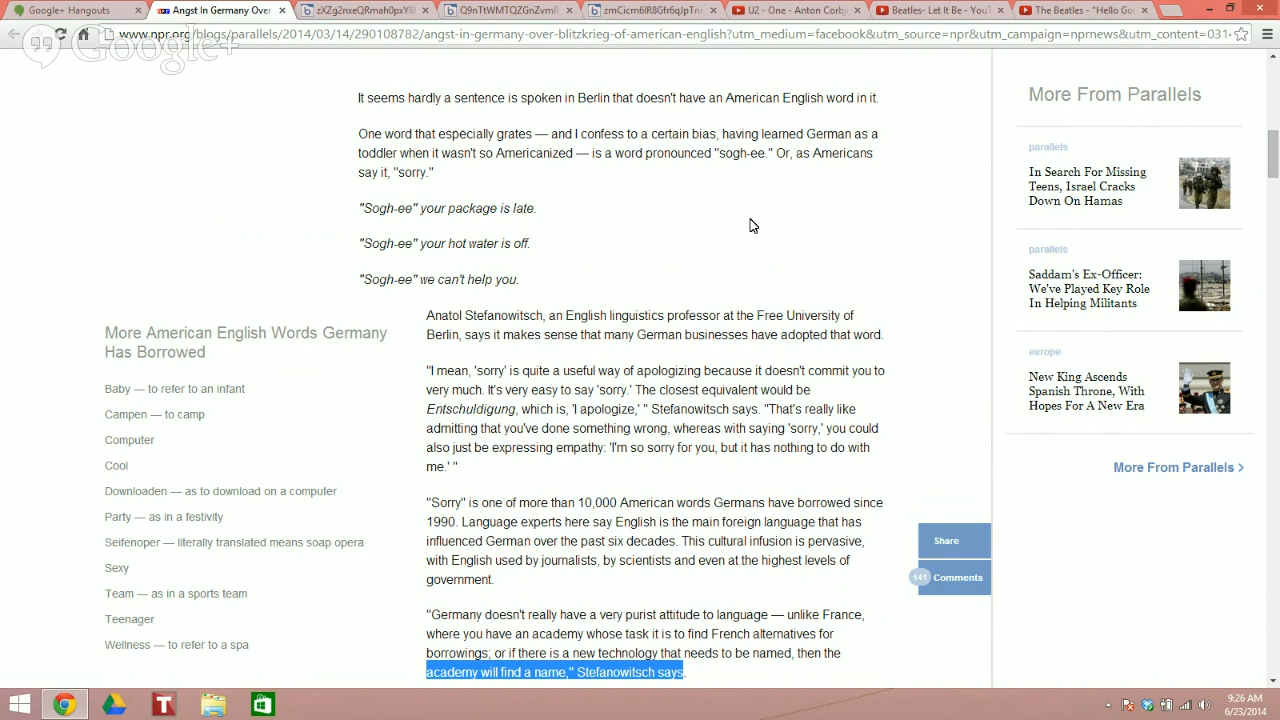 Google+ Hangouts
Angst In Germany Over
zXZg2nxeQRmah0pxYBl
Q9nTtWMTQZGnZvmR
zmCicm6lR8Gfr6qJpTnr
U2 - One - Anton Corbij
Beatles- Let It Be - YouT
The Beatles - "Hello Go
www.npr.org/blogs/parallels/2014/03/14/290108782/angst-in-germany-over-blitzkrieg-of-american-english?utm_medium=facebook&utm_source=npr&utm_campaign=nprnews&utm_content=031
Google+
It seems hardly a sentence is spoken in Berlin that doesn't have an American English word in it.
One word that especially grates — and I confess to a certain bias, having learned German as a
toddler when it wasn't so Americanized — is a word pronounced "sogh-ee." Or, as Americans
say it, "sorry."
"Sogh-ee" your package is late.
"Sogh-ee" your hot water is off.
"Sogh-ee" we can't help you.
Anatol Stefanowitsch, an English linguistics professor at the Free University of
Berlin, says it makes sense that many German businesses have adopted that word.
"I mean, 'sorry' is quite a useful way of apologizing because it doesn't commit you to
very much. It's very easy to say 'sorry.' The closest equivalent would be
Entschuldigung, which is, 'I apologize,' " Stefanowitsch says. "That's really like
admitting that you've done something wrong, whereas with saying 'sorry,' you could
also just be expressing empathy: 'I'm so sorry for you, but it has nothing to do with
me.' "
"Sorry" is one of more than 10,000 American words Germans have borrowed since
1990. Language experts here say English is the main foreign language that has
influenced German over the past six decades. This cultural infusion is pervasive,
with English used by journalists, by scientists and even at the highest levels of
government.
"Germany doesn't really have a very purist attitude to language — unlike France,
where you have an academy whose task it is to find French alternatives for
borrowings; or if there is a new technology that needs to be named, then the
academy will find a name," Stefanowitsch says.
More American English Words Germany
Has Borrowed
Baby — to refer to an infant
Campen — to camp
Computer
Cool
Downloaden — as to download on a computer
Party — as in a festivity
Seifenoper — literally translated means soap opera
Sexy
Team — as in a sports team
Teenager
Wellness — to refer to a spa
More From Parallels
parallels
In Search For Missing
Teens, Israel Cracks
Down On Hamas
parallels
Saddam's Ex-Officer:
We've Played Key Role
In Helping Militants
europe
New King Ascends
Spanish Throne, With
Hopes For A New Era
More From Parallels >
Share
141 Comments
9:26 AM
6/23/2014